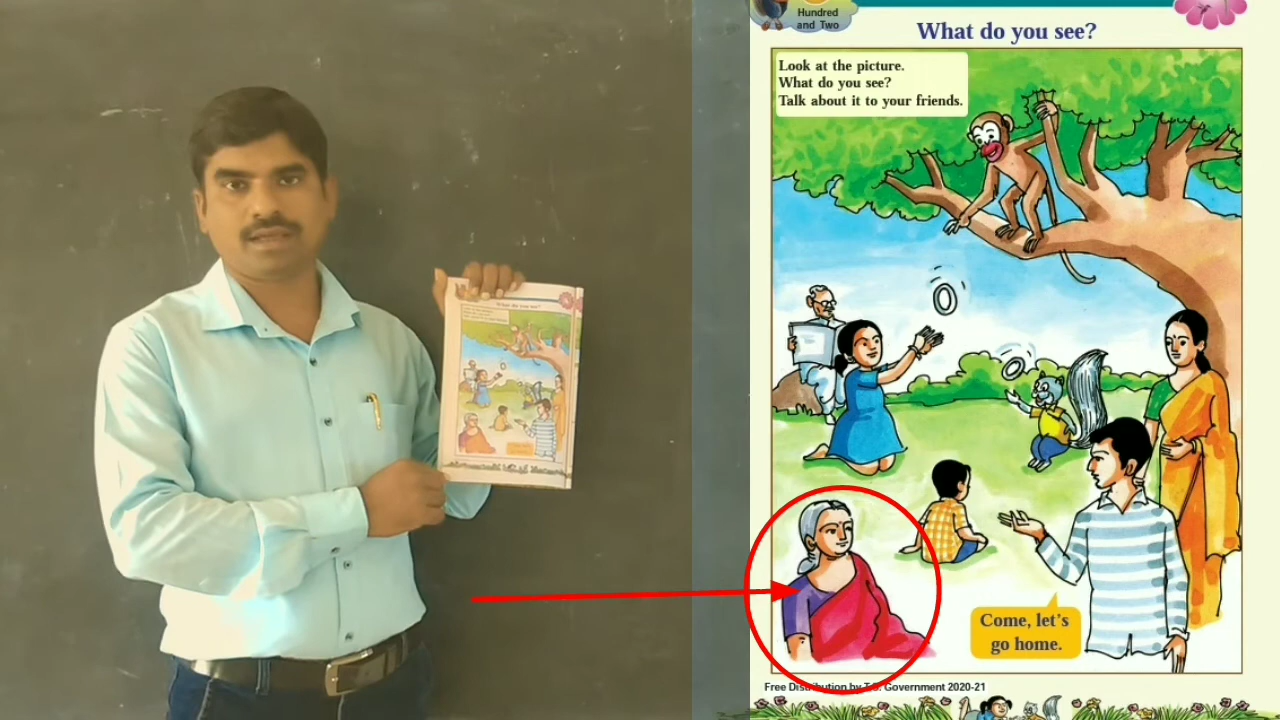 Hundred
and Two
What do you see?
Look at the picture.
What do you see?
Talk about it to your friends.
Come, let's
go home.
Free Distribution by T.S. Government 2020-21